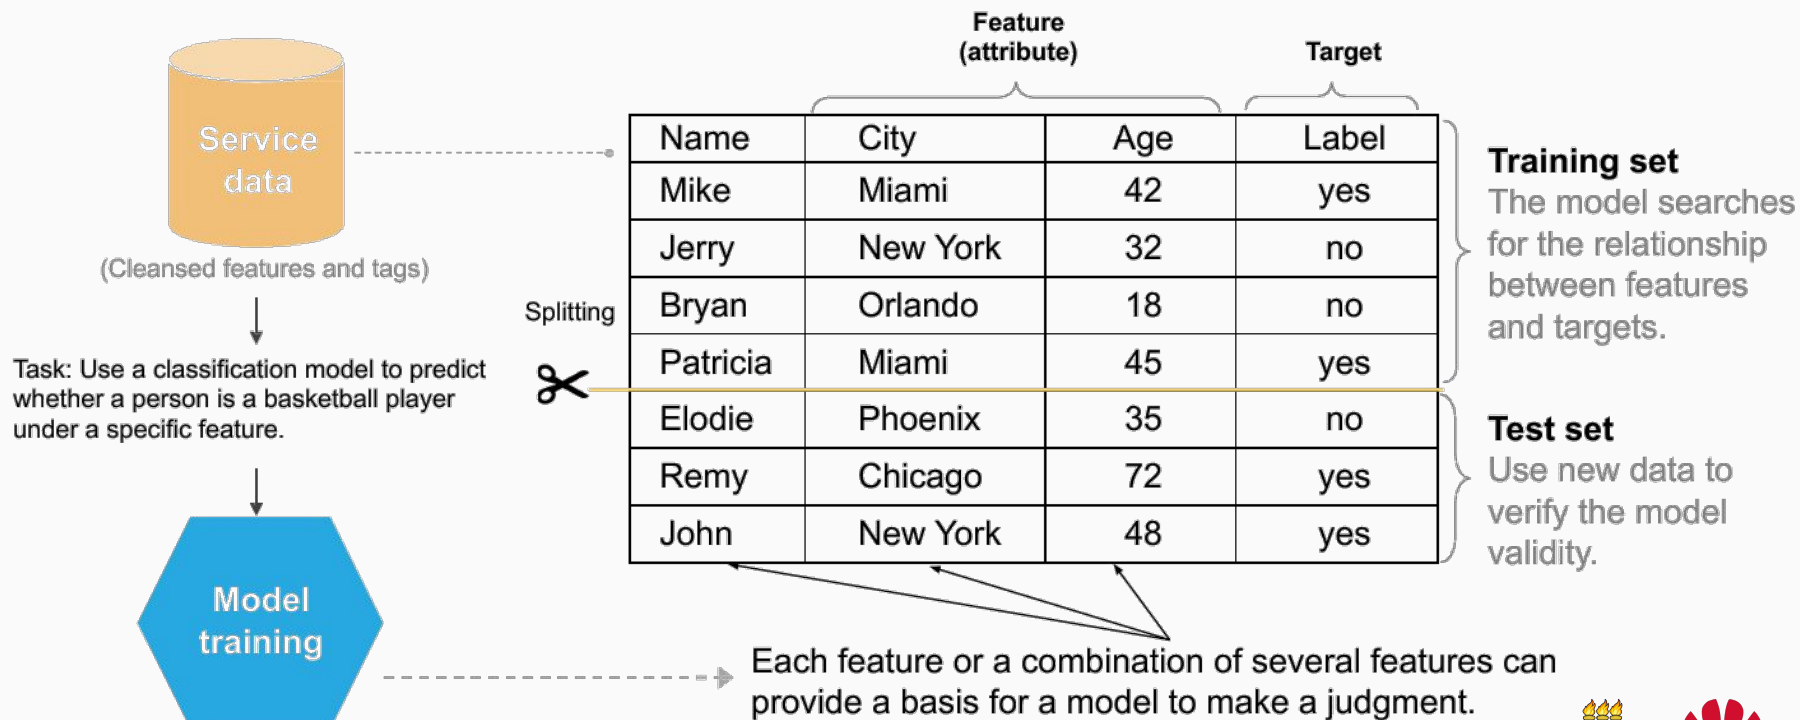 Feature
(attribute)
Target
Service
data
(Cleansed features and tags)
Task: Use a classification model to predict
whether a person is a basketball player
under a specific feature.
Model
training
Splitting
Name City Age Label
Mike Miami 42 yes
Jerry New York 32 no
Bryan Orlando 18 no
Patricia Miami 45 yes
Elodie Phoenix 35 no
Remy Chicago 72 yes
John New York 48 yes
Training set
The model searches
for the relationship
between features
and targets.
Test set
Use new data to
verify the model
validity.
Each feature or a combination of several features can
provide a basis for a model to make a judgment.